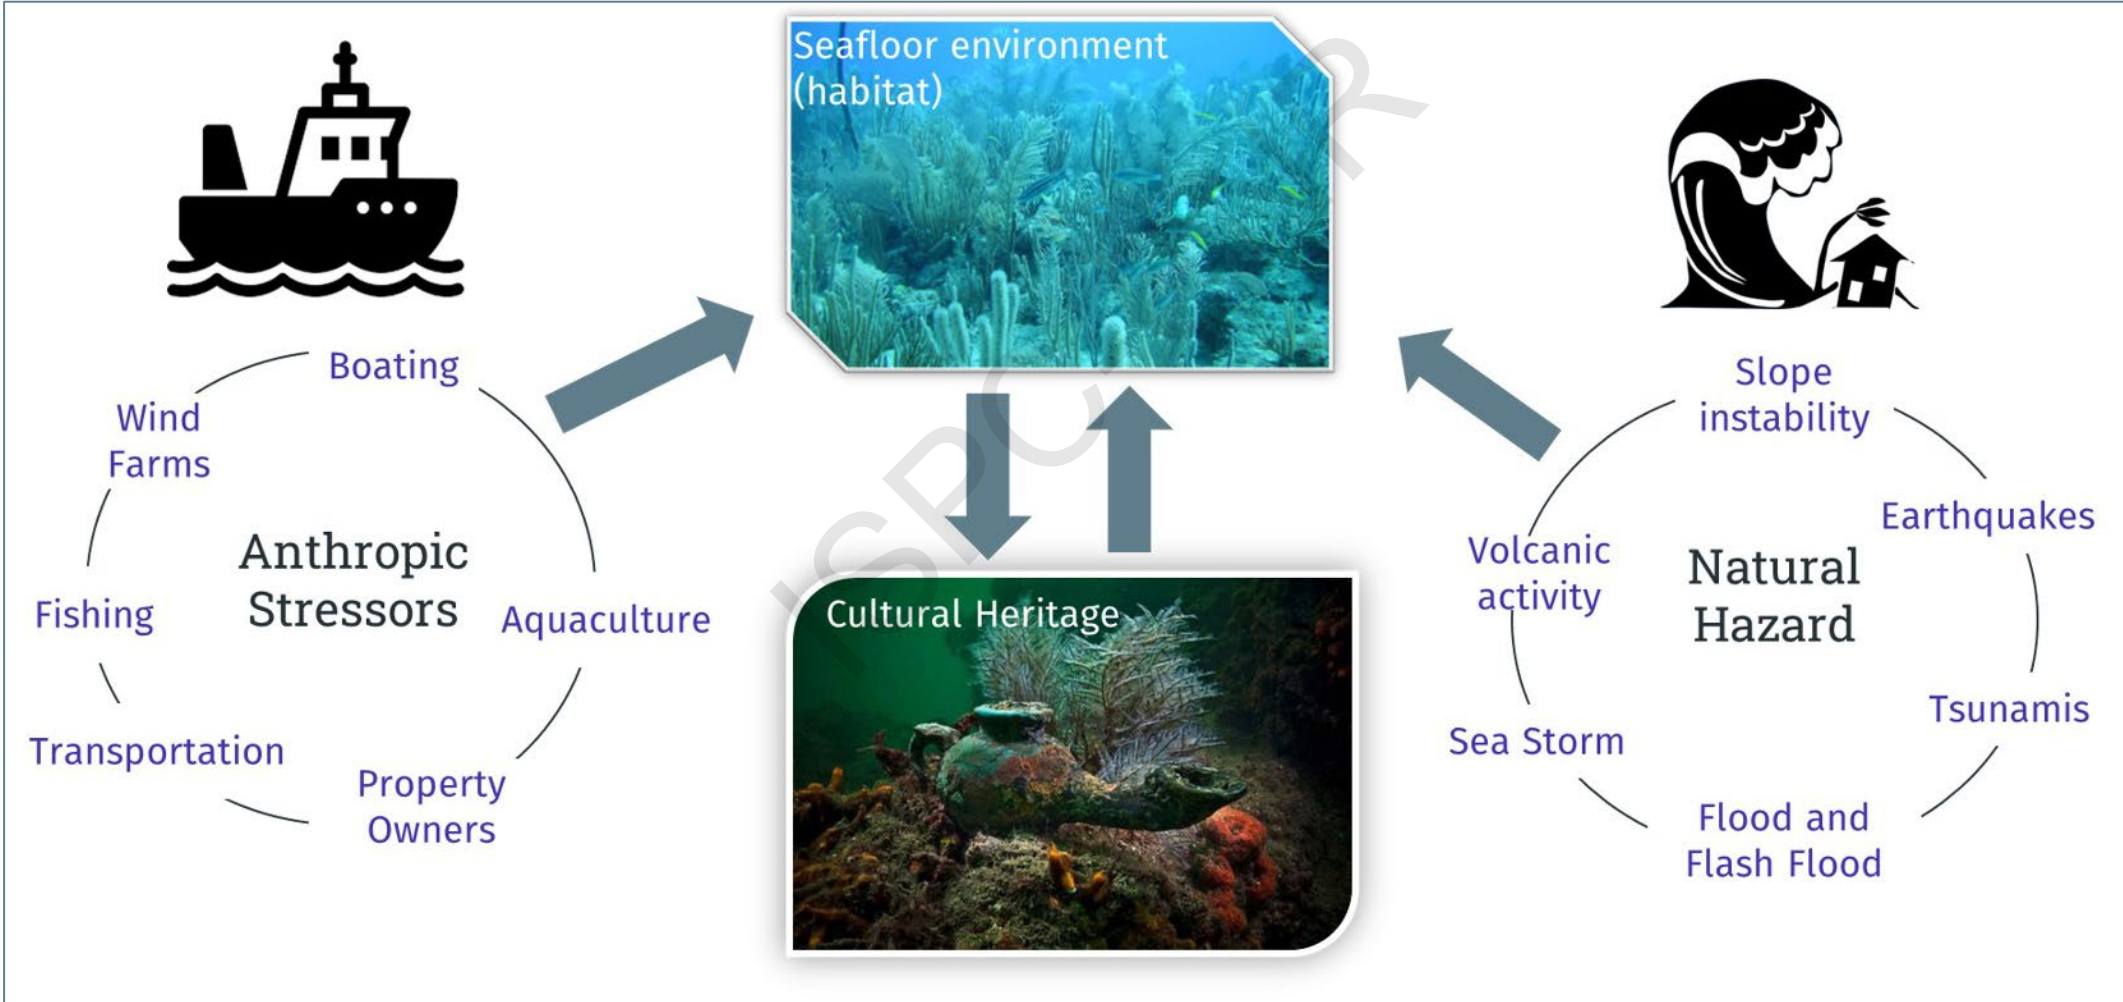 Seafloor environment
(habitat)
Boating
Wind
Farms
Anthropic
Stressors
Fishing
Aquaculture
Transportation
Property
Owners
Cultural Heritage
Slope
instability
Earthquakes
Volcanic
activity
Natural
Hazard
Tsunamis
Sea Storm
Flood and
Flash Flood